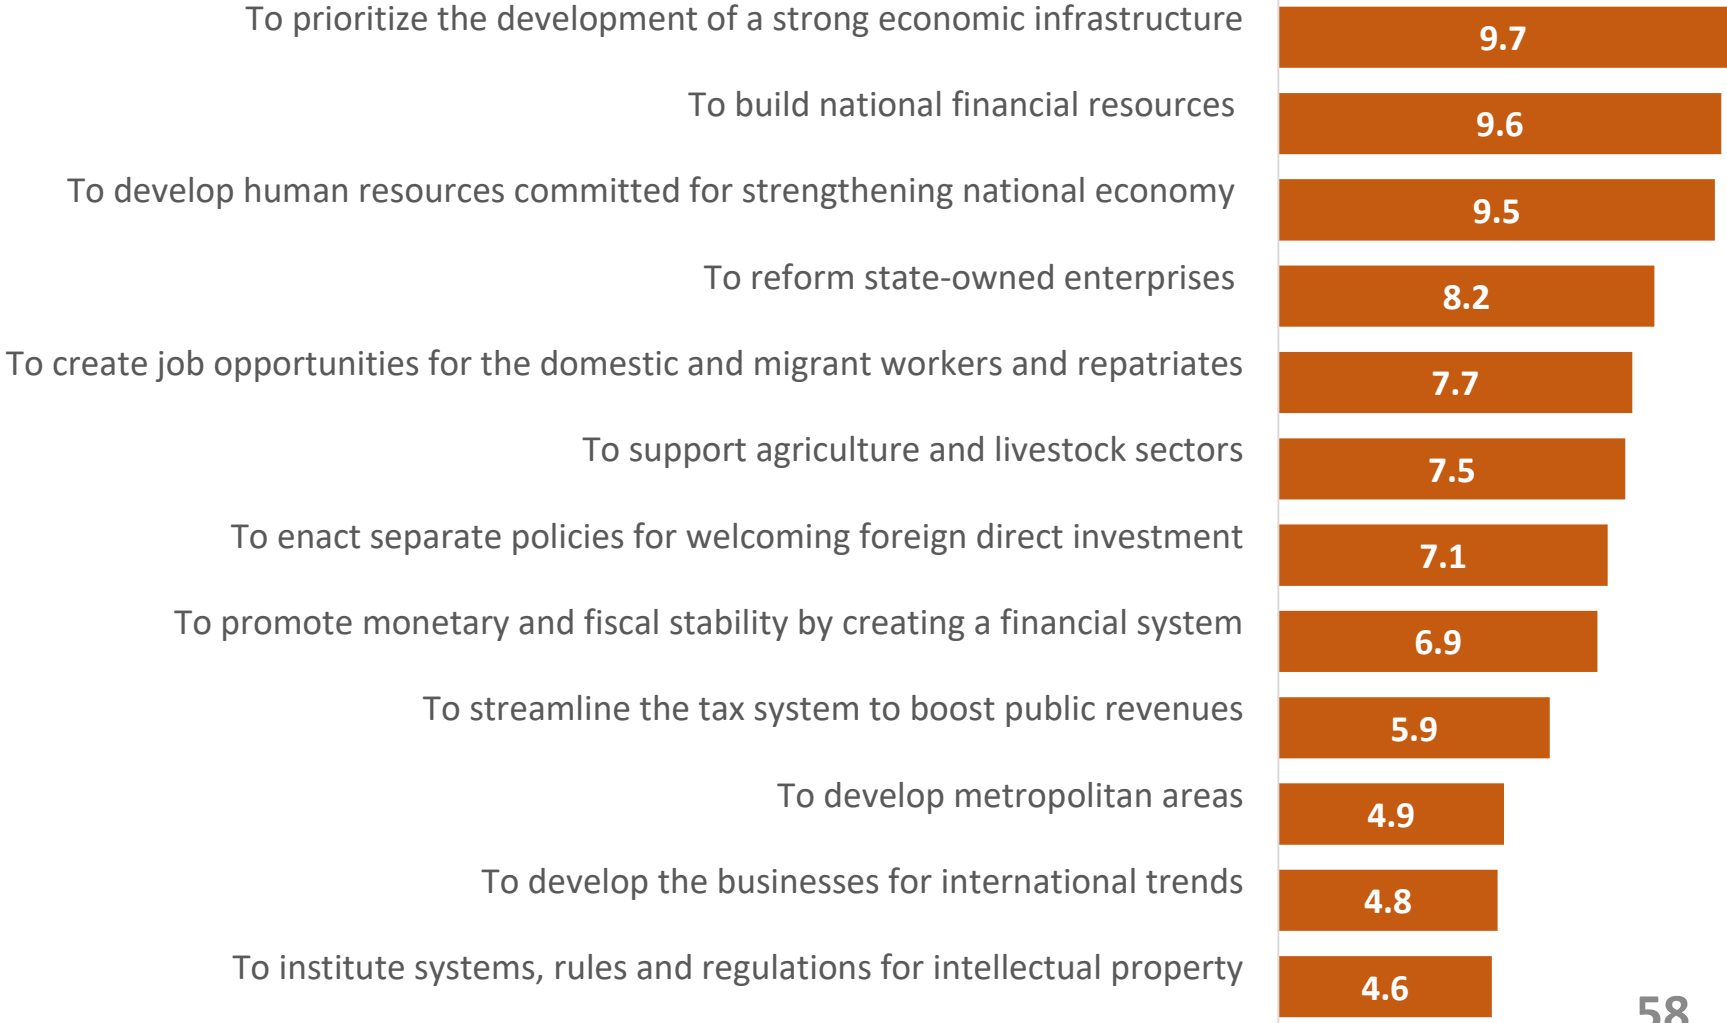 To prioritize the development of a strong economic infrastructure 9.7
To build national financial resources 9.6
To develop human resources committed for strengthening national economy 9.5
To reform state-owned enterprises 8.2
To create job opportunities for the domestic and migrant workers and repatriates 7.7
To support agriculture and livestock sectors 7.5
To enact separate policies for welcoming foreign direct investment 7.1
To promote monetary and fiscal stability by creating a financial system 6.9
To streamline the tax system to boost public revenues 5.9
To develop metropolitan areas 4.9
To develop the businesses for international trends 4.8
To institute systems, rules and regulations for intellectual property 4.6
58